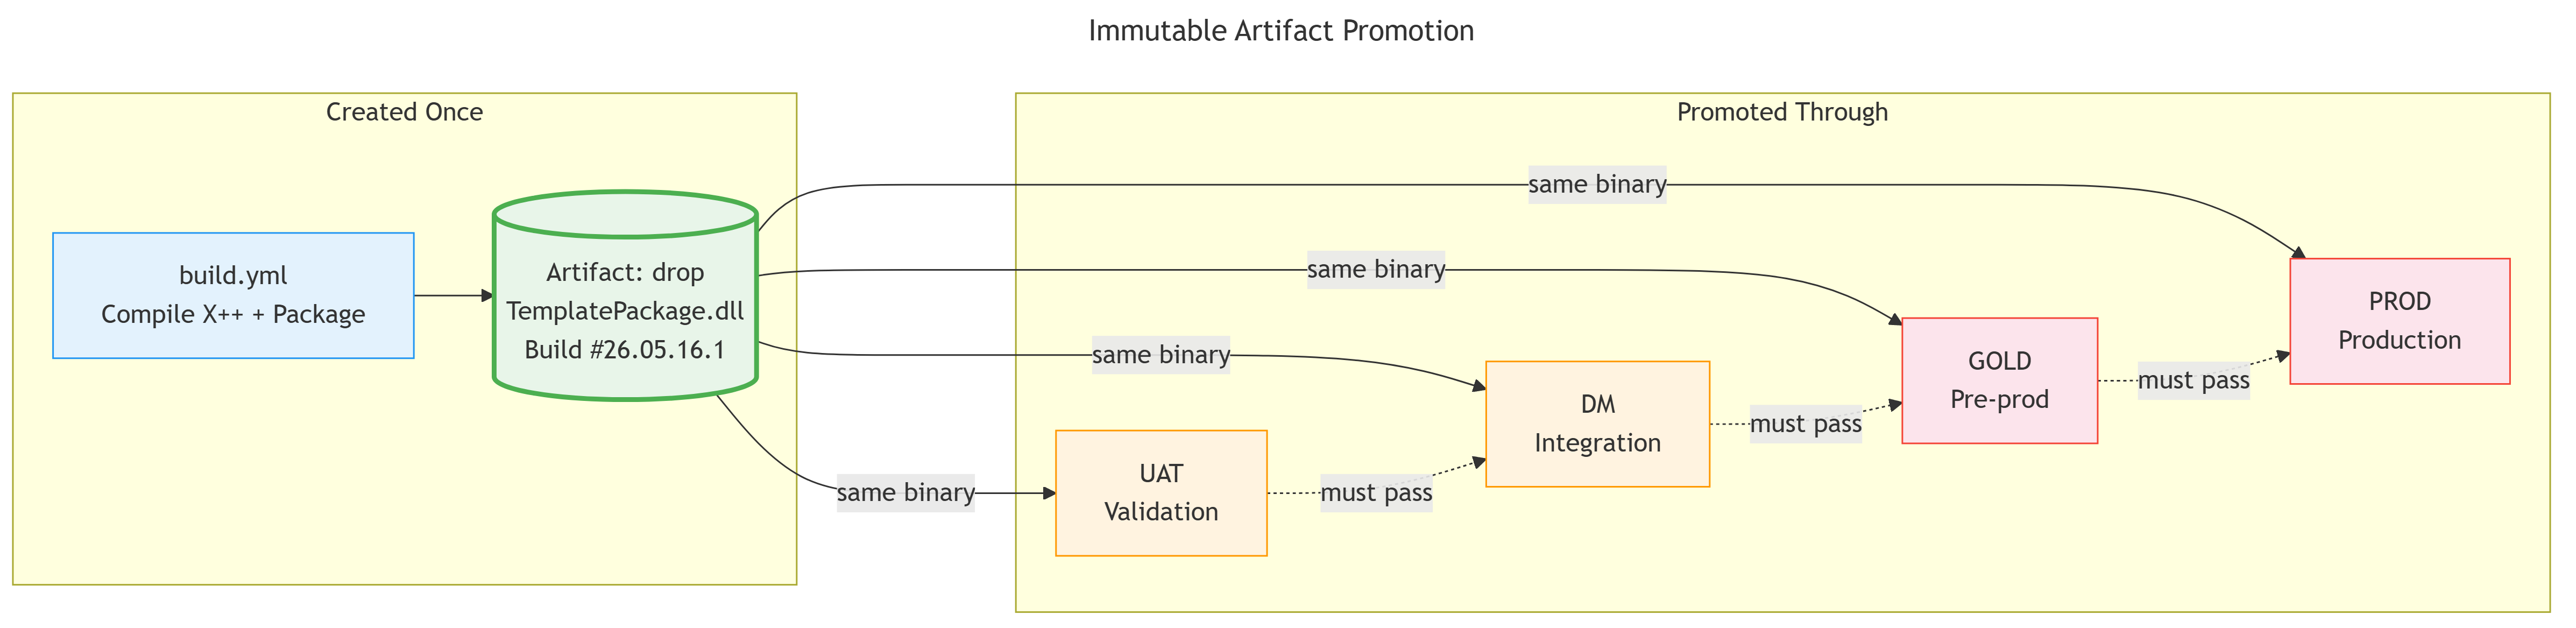 Immutable Artifact Promotion
Created Once
Promoted Through
build.yml
Compile X++ + Package
Artifact: drop
TemplatePackage.dll
Build #26.05.16.1
same binary
same binary
same binary
same binary
UAT
Validation
must pass
DM
Integration
must pass
GOLD
Pre-prod
must pass
PROD
Production